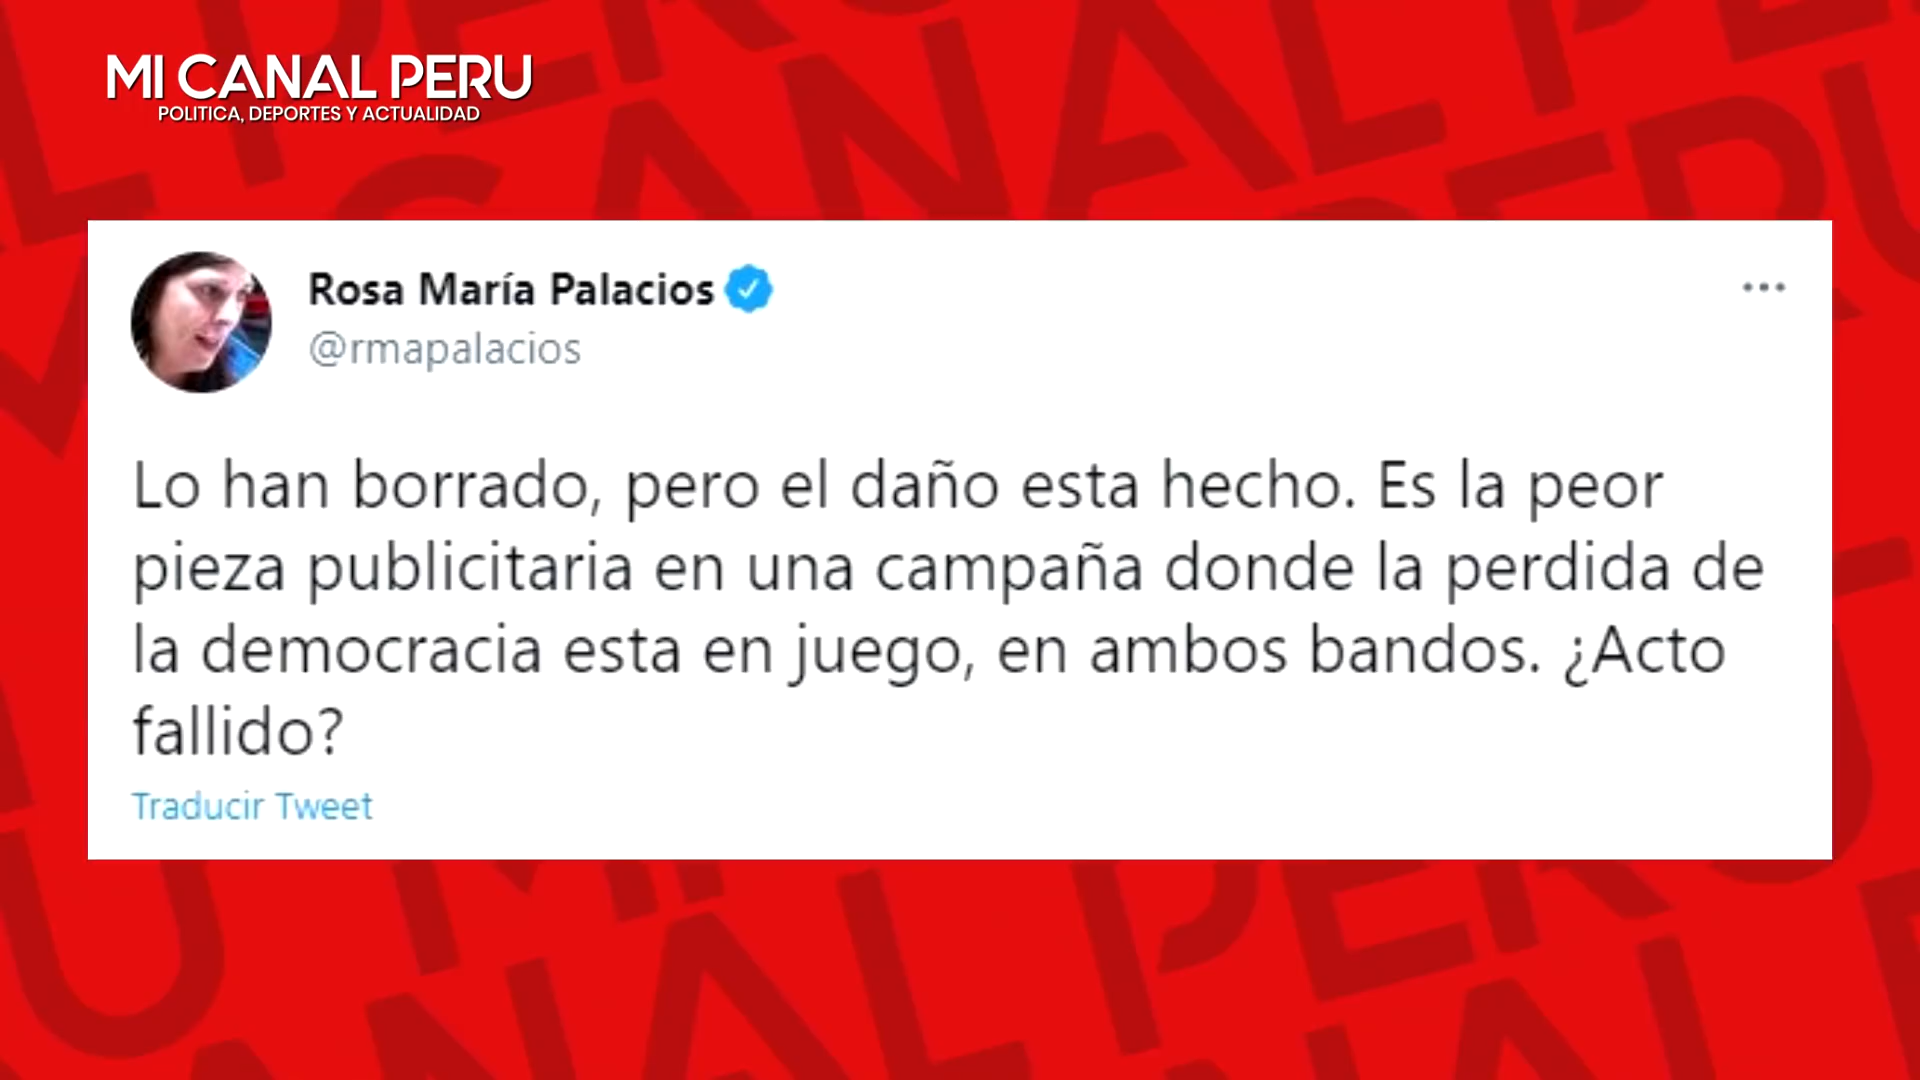 MI CANAL PERU
POLITICA, DEPORTES Y ACTUALIDAD
Rosa María Palacios
@rmapalacios
Lo han borrado, pero el daño esta hecho. Es la peor
pieza publicitaria en una campaña donde la perdida de
la democracia esta en juego, en ambos bandos. ¿Acto
fallido?
Traducir Tweet